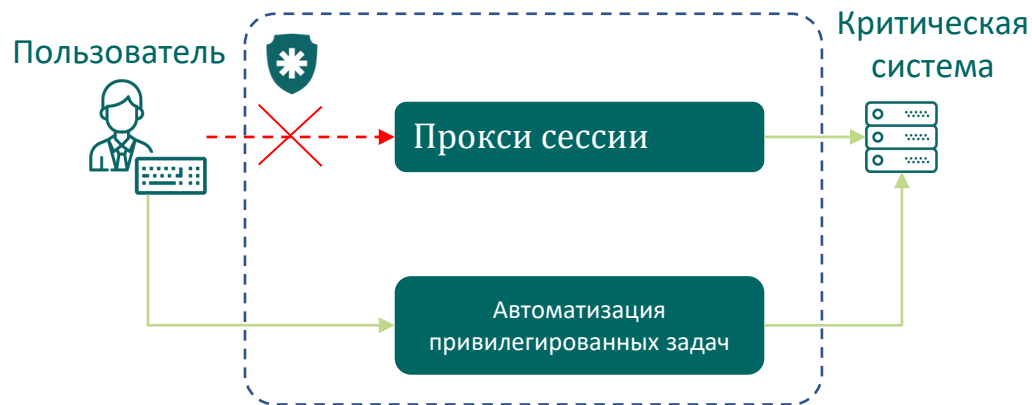 Пользователь
Критическая
система
Прокси сессии
Автоматизация
привилегированных задач